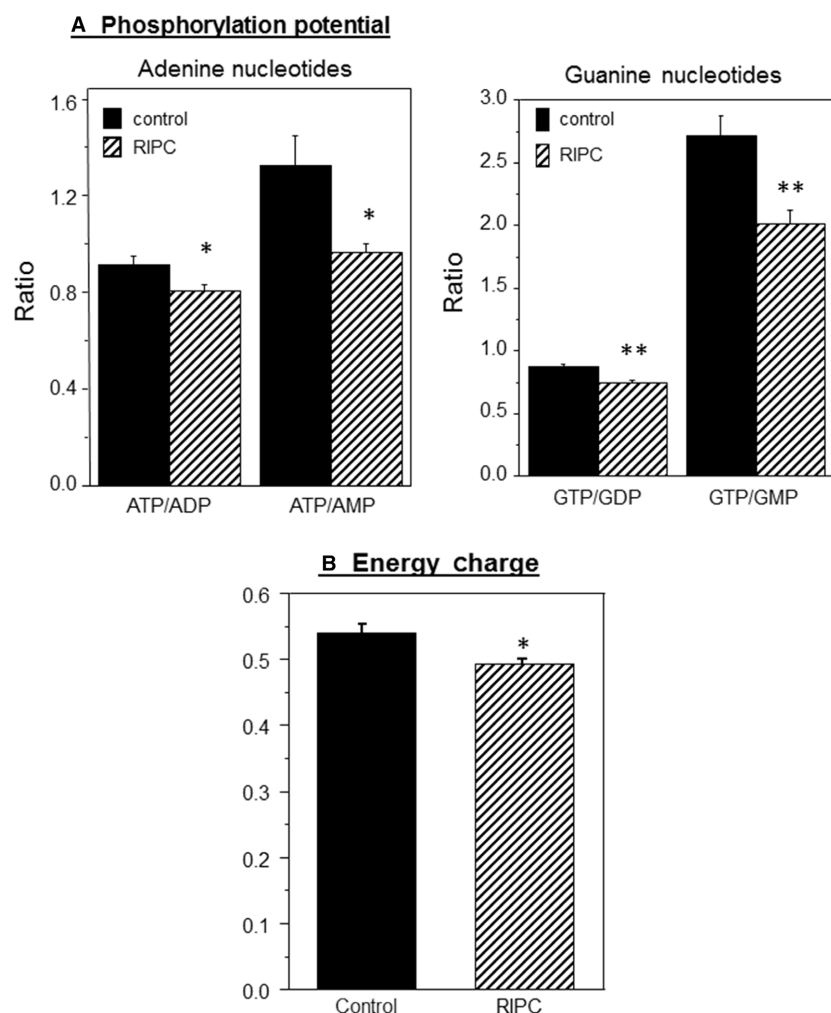 A Phosphorylation potential
Adenine nucleotides
1.6
1.2
0.8
0.4
0.0
Ratio
control
RIPC
*
*
ATP/ADP
ATP/AMP
Guanine nucleotides
3.0
2.5
2.0
1.5
1.0
0.5
0.0
Ratio
control
RIPC
**
**
GTP/GDP
GTP/GMP
B Energy charge
0.6
0.5
0.4
0.3
0.2
0.1
0.0
*
Control
RIPC